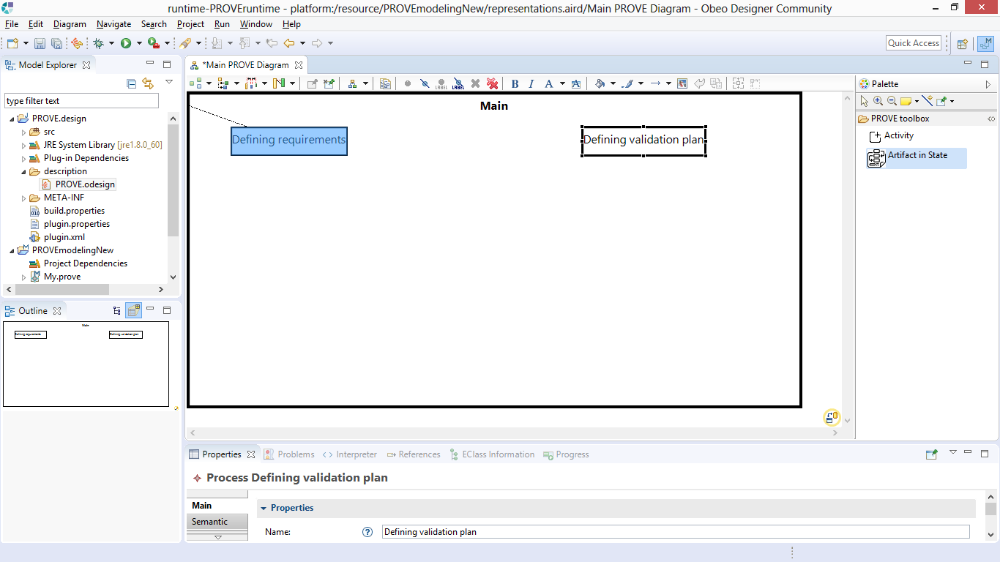 runtime-PROVEruntime - platform:/resource/PROVEmodelingNew/representations.aird/Main PROVE Diagram - Obeo Designer Community
File Edit Diagram Navigate Search Project Run Window Help
Quick Access
Model Explorer
type filter text
PROVE.design
src
JRE System Library [jre1.8.0_60]
Plug-in Dependencies
description
PROVE.odesign
META-INF
build.properties
plugin.properties
plugin.xml
PROVEmodelingNew
Project Dependencies
My.prove
Outline
Main
Defining requirements
Defining validation plan
*Main PROVE Diagram
Main
Defining requirements
Defining validation plan
Palette
PROVE toolbox
Activity
Artifact in State
Properties Problems Interpreter References EClass Information Progress
Process Defining validation plan
Main
Semantic
Properties
Name: Defining validation plan